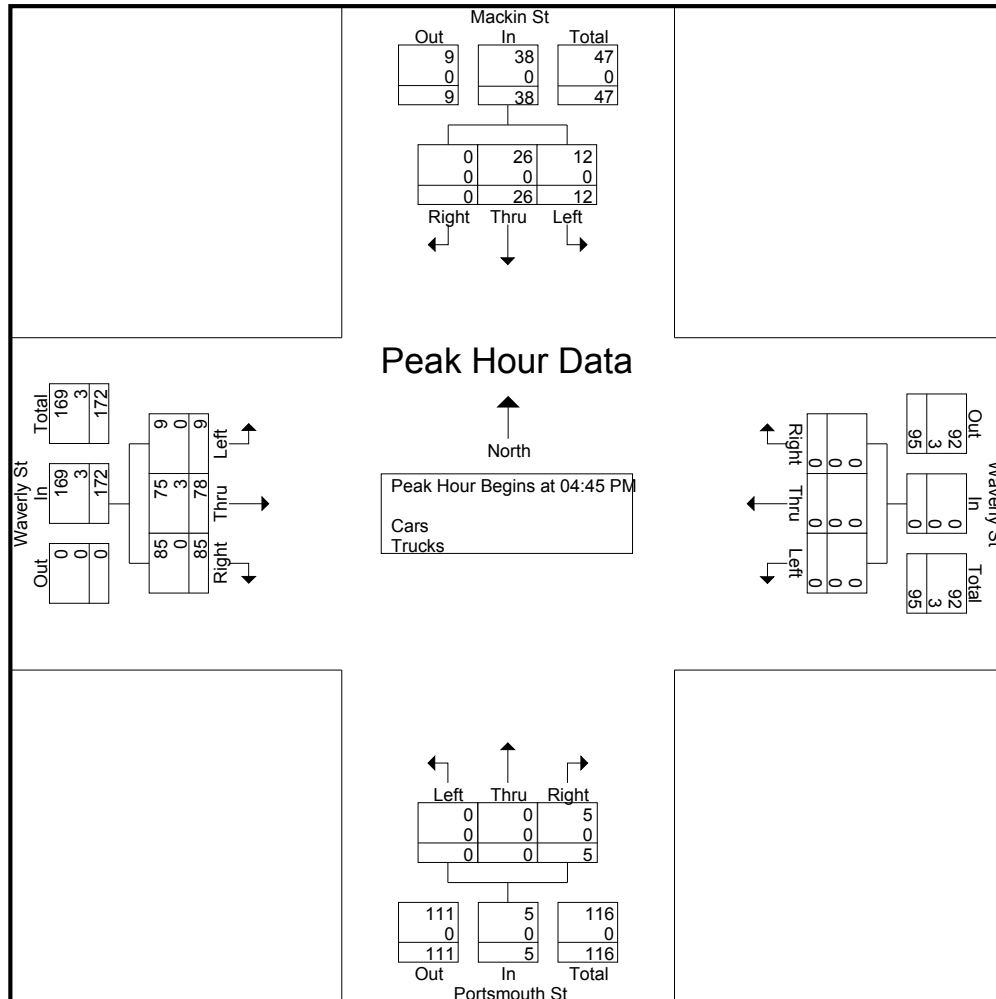 Mackin St
Out In Total
9 38 47
0 0 0
9 38 47
0 26 12
0 0 0
0 26 12
Right Thru Left
Peak Hour Data
North
Peak Hour Begins at 04:45 PM
Cars
Trucks
Waverly St
Out In Total
0 172 172
0 3 3
0 169 169
Left Thru Right
9 78 85
0 3 0
9 75 85
Waverly St
Out In Total
92 0 92
3 0 3
95 0 95
Right Thru Left
0 0 0
0 0 0
0 0 0
Left Thru Right
0 0 5
0 0 0
0 0 5
111 5 116
0 0 0
111 5 116
Out In Total
Portsmouth St